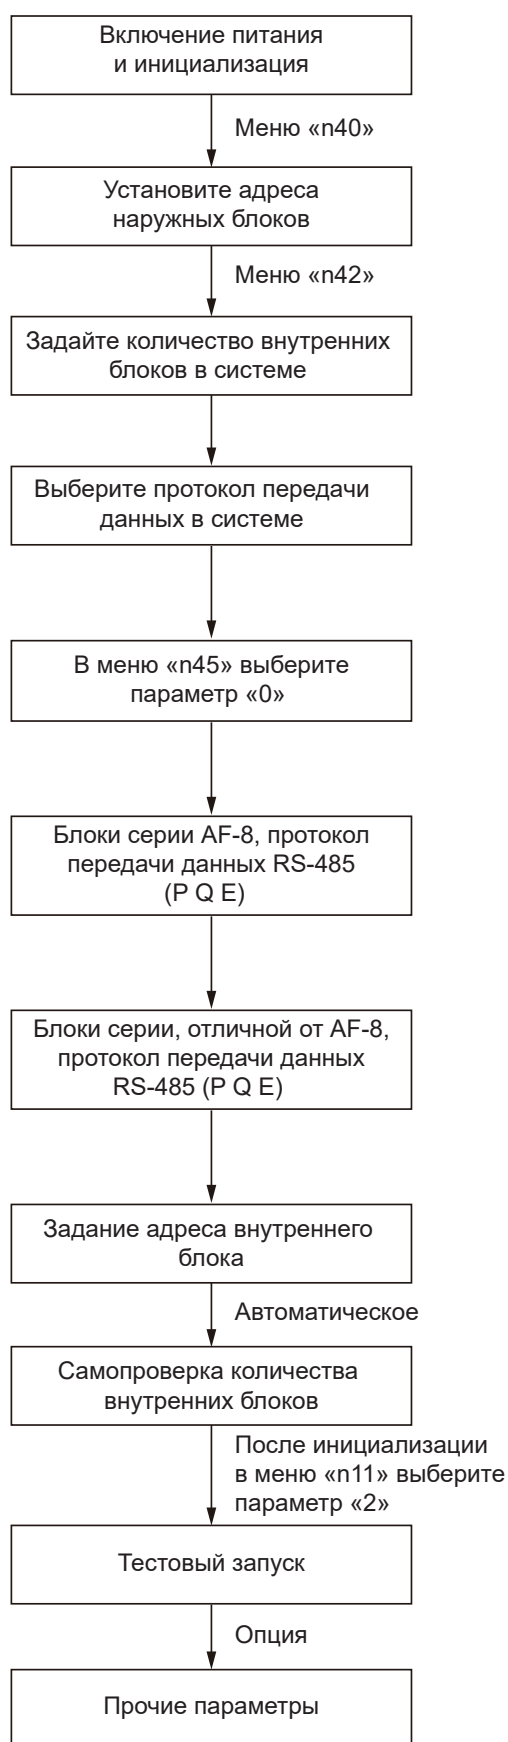 Включение питания
и инициализация
Меню «n40»
Установите адреса
наружных блоков
Меню «n42»
Задайте количество внутренних
блоков в системе
Выберите протокол передачи
данных в системе
В меню «n45» выберите
параметр «0»
Блоки серии AF-8, протокол
передачи данных RS-485
(P Q E)
Блоки серии, отличной от AF-8,
протокол передачи данных
RS-485 (P Q E)
Задание адреса внутреннего
блока
Автоматическое
Самопроверка количества
внутренних блоков
После инициализации
в меню «n11» выберите
параметр «2»
Тестовый запуск
Опция
Прочие параметры